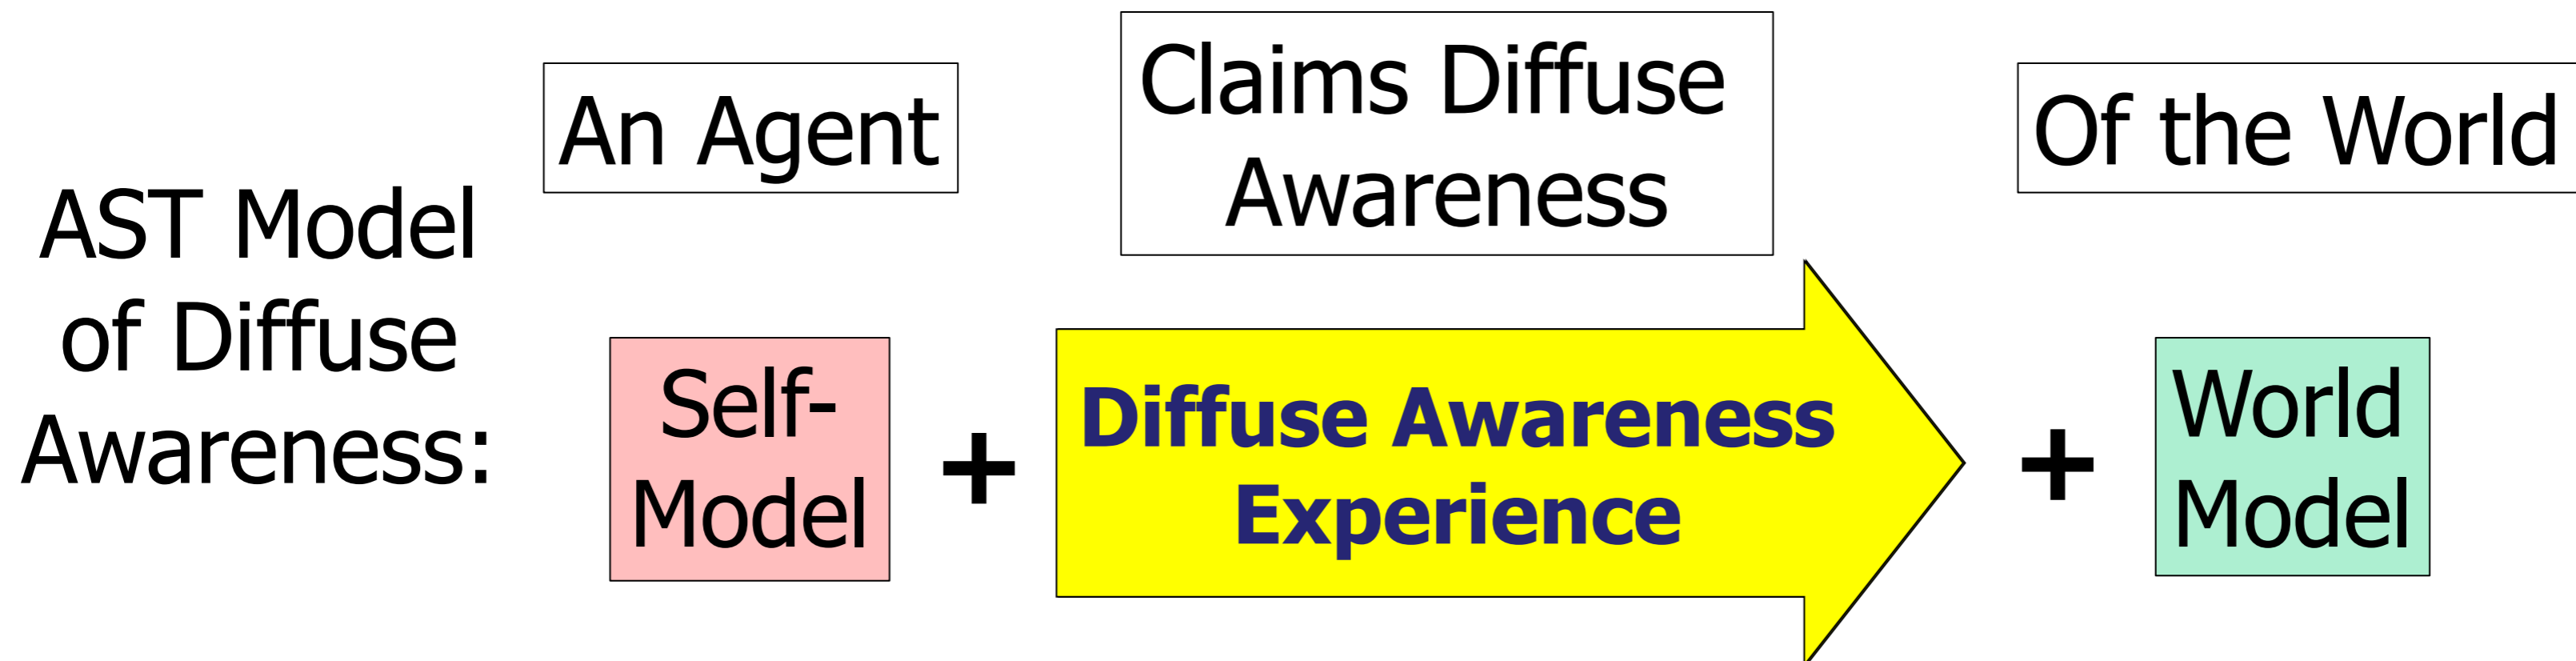 AST Model
of Diffuse
Awareness:
An Agent
Claims Diffuse
Awareness
Of the World
Self-
Model
+
Diffuse Awareness
Experience
+
World
Model